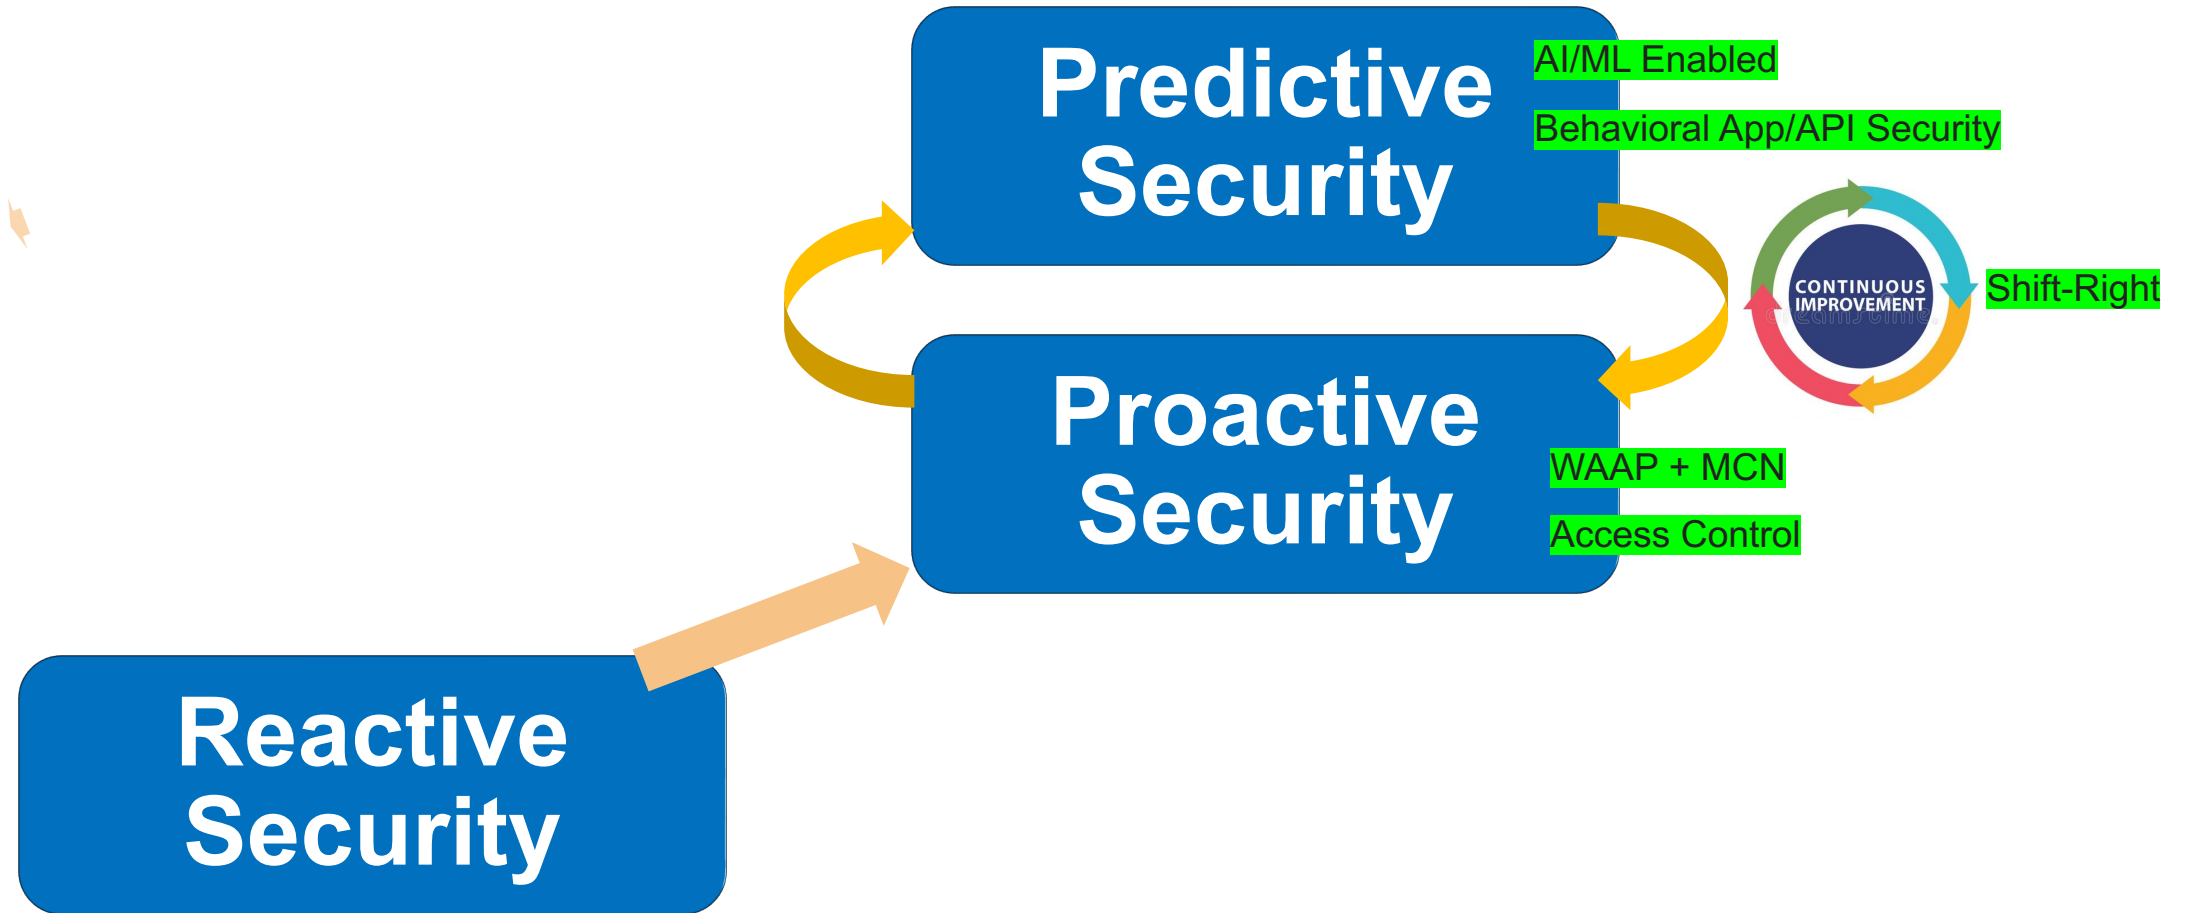 Predictive
Security
AI/ML Enabled
Behavioral App/API Security
CONTINUOUS
IMPROVEMENT
dreamstime.
Shift-Right
Proactive
Security
WAAP + MCN
Access Control
Reactive
Security